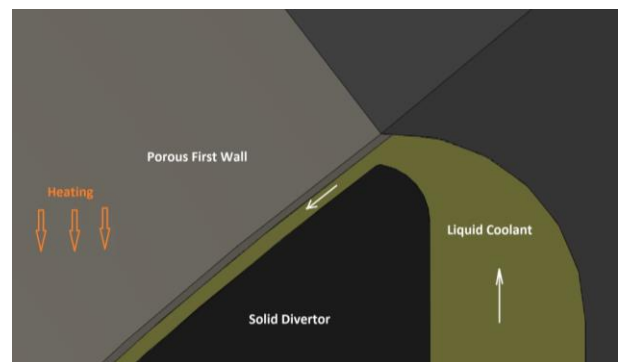 Porous First Wall
Heating
Liquid Coolant
Solid Divertor